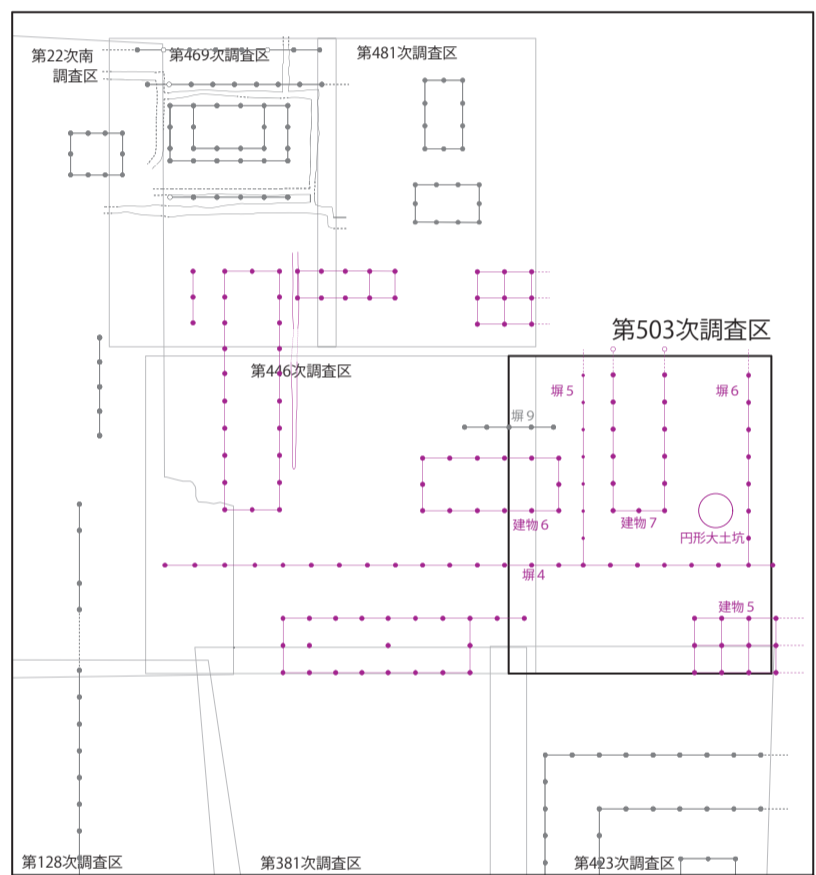 第22次南
調査区
第469次調査区
第481次調査区
第503次調査区
第446次調査区
塀5
塀6
塀9
建物6
建物7
円形大土坑
塀4
建物5
第128次調査区
第381次調査区
第423次調査区